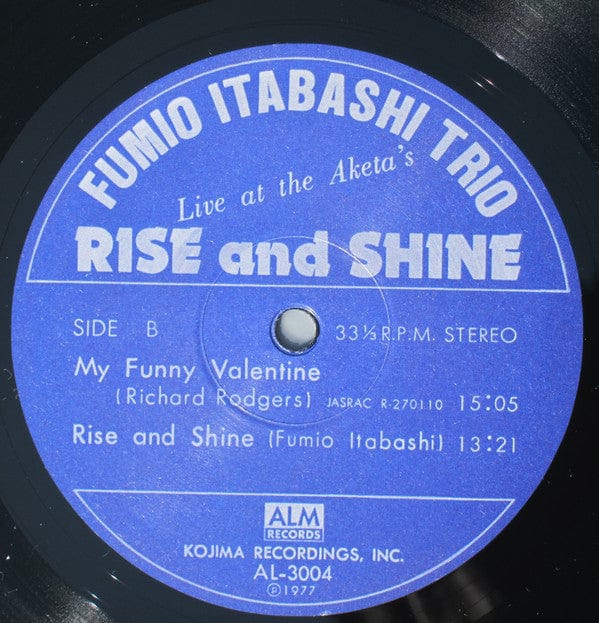 FUMIO ITABASHI TRIO
Live at the Aketa's
RISE and SHINE
SIDE B 33⅓ R.P.M. STEREO
My Funny Valentine
(Richard Rodgers) JASRAC R-270110 15:05
Rise and Shine (Fumio Itabashi) 13:21
ALM
RECORDS
KOJIMA RECORDINGS, INC.
AL-3004
℗1977